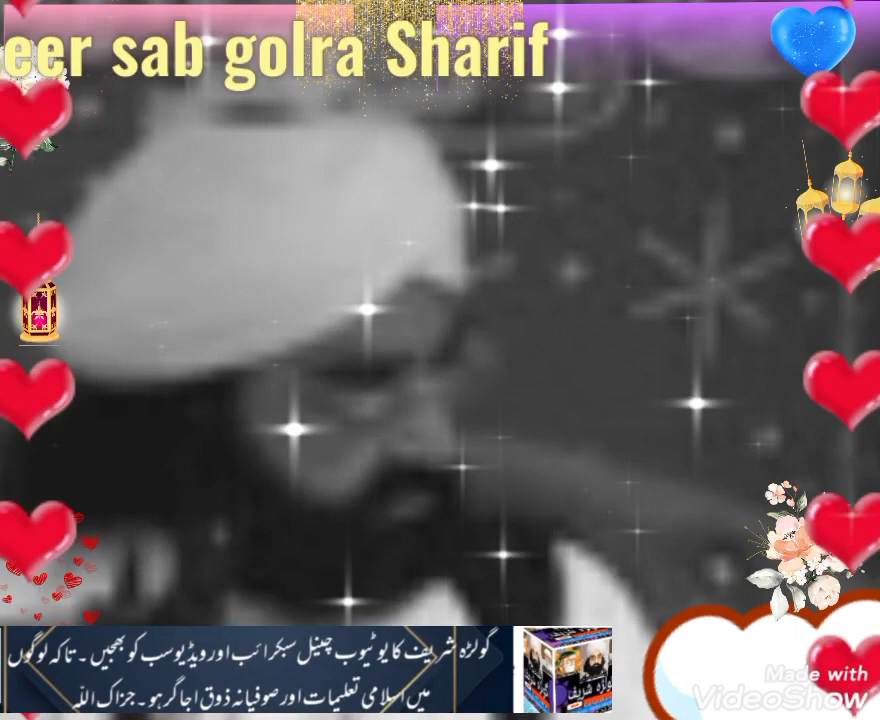 eer sab golra Sharif
گولڑہ شریف کا یوٹیوب چینل سبکرائب اور ویڈیو سب کو بھیجیں ۔ تاکہ لوگوں
میں اسلامی تعلیمات اور صوفیانہ ذوق اجاگر ہو ۔ جزاک اللہ
Made with
VideoShow